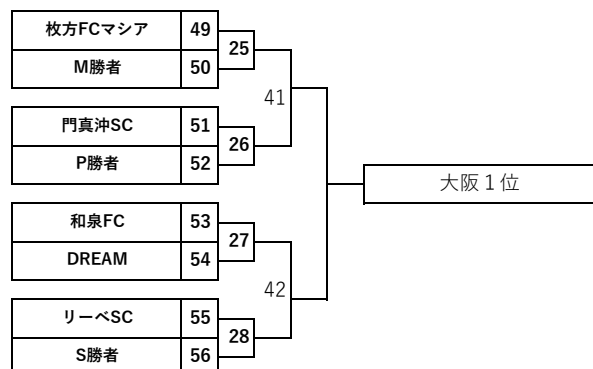 枚方FCマシア 49
25
M勝者 50
41
門真沖SC 51
26
P勝者 52
大阪１位
和泉FC 53
27
DREAM 54
42
リーベSC 55
28
S勝者 56